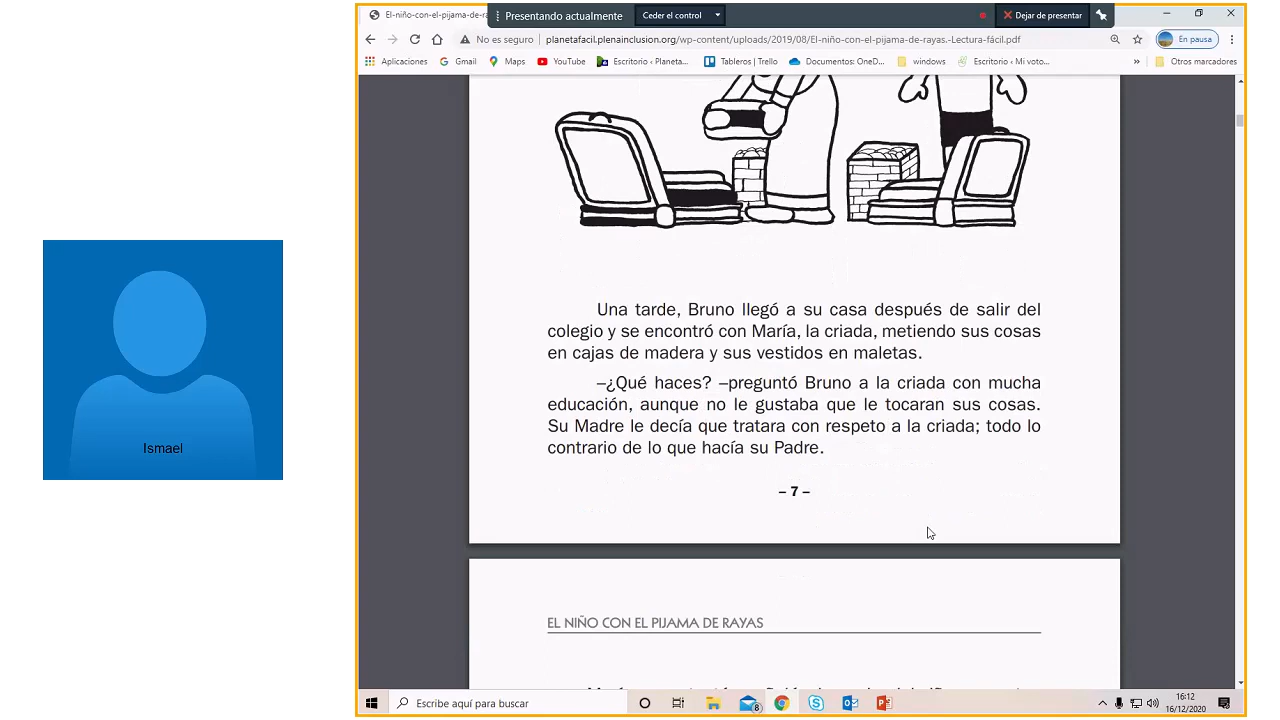 El-niño-con-el-pijama-de-ra
Presentando actualmente
Ceder el control
Dejar de presentar
No es seguro
planetafacil.plenainclusion.org/wp-content/uploads/2019/08/El-niño-con-el-pijama-de-rayas.-Lectura-fácil.pdf
En pausa
Aplicaciones
Gmail
Maps
YouTube
Escritorio ‹ Planeta...
Tableros | Trello
Documentos: OneD...
windows
Escritorio ‹ Mi voto...
»
Otros marcadores
Una tarde, Bruno llegó a su casa después de salir del
colegio y se encontró con María, la criada, metiendo sus cosas
en cajas de madera y sus vestidos en maletas.
–¿Qué haces? –preguntó Bruno a la criada con mucha
educación, aunque no le gustaba que le tocaran sus cosas.
Su Madre le decía que tratara con respeto a la criada; todo lo
contrario de lo que hacía su Padre.
– 7 –
EL NIÑO CON EL PIJAMA DE RAYAS
Ismael
Escribe aquí para buscar
8
16:12
16/12/2020